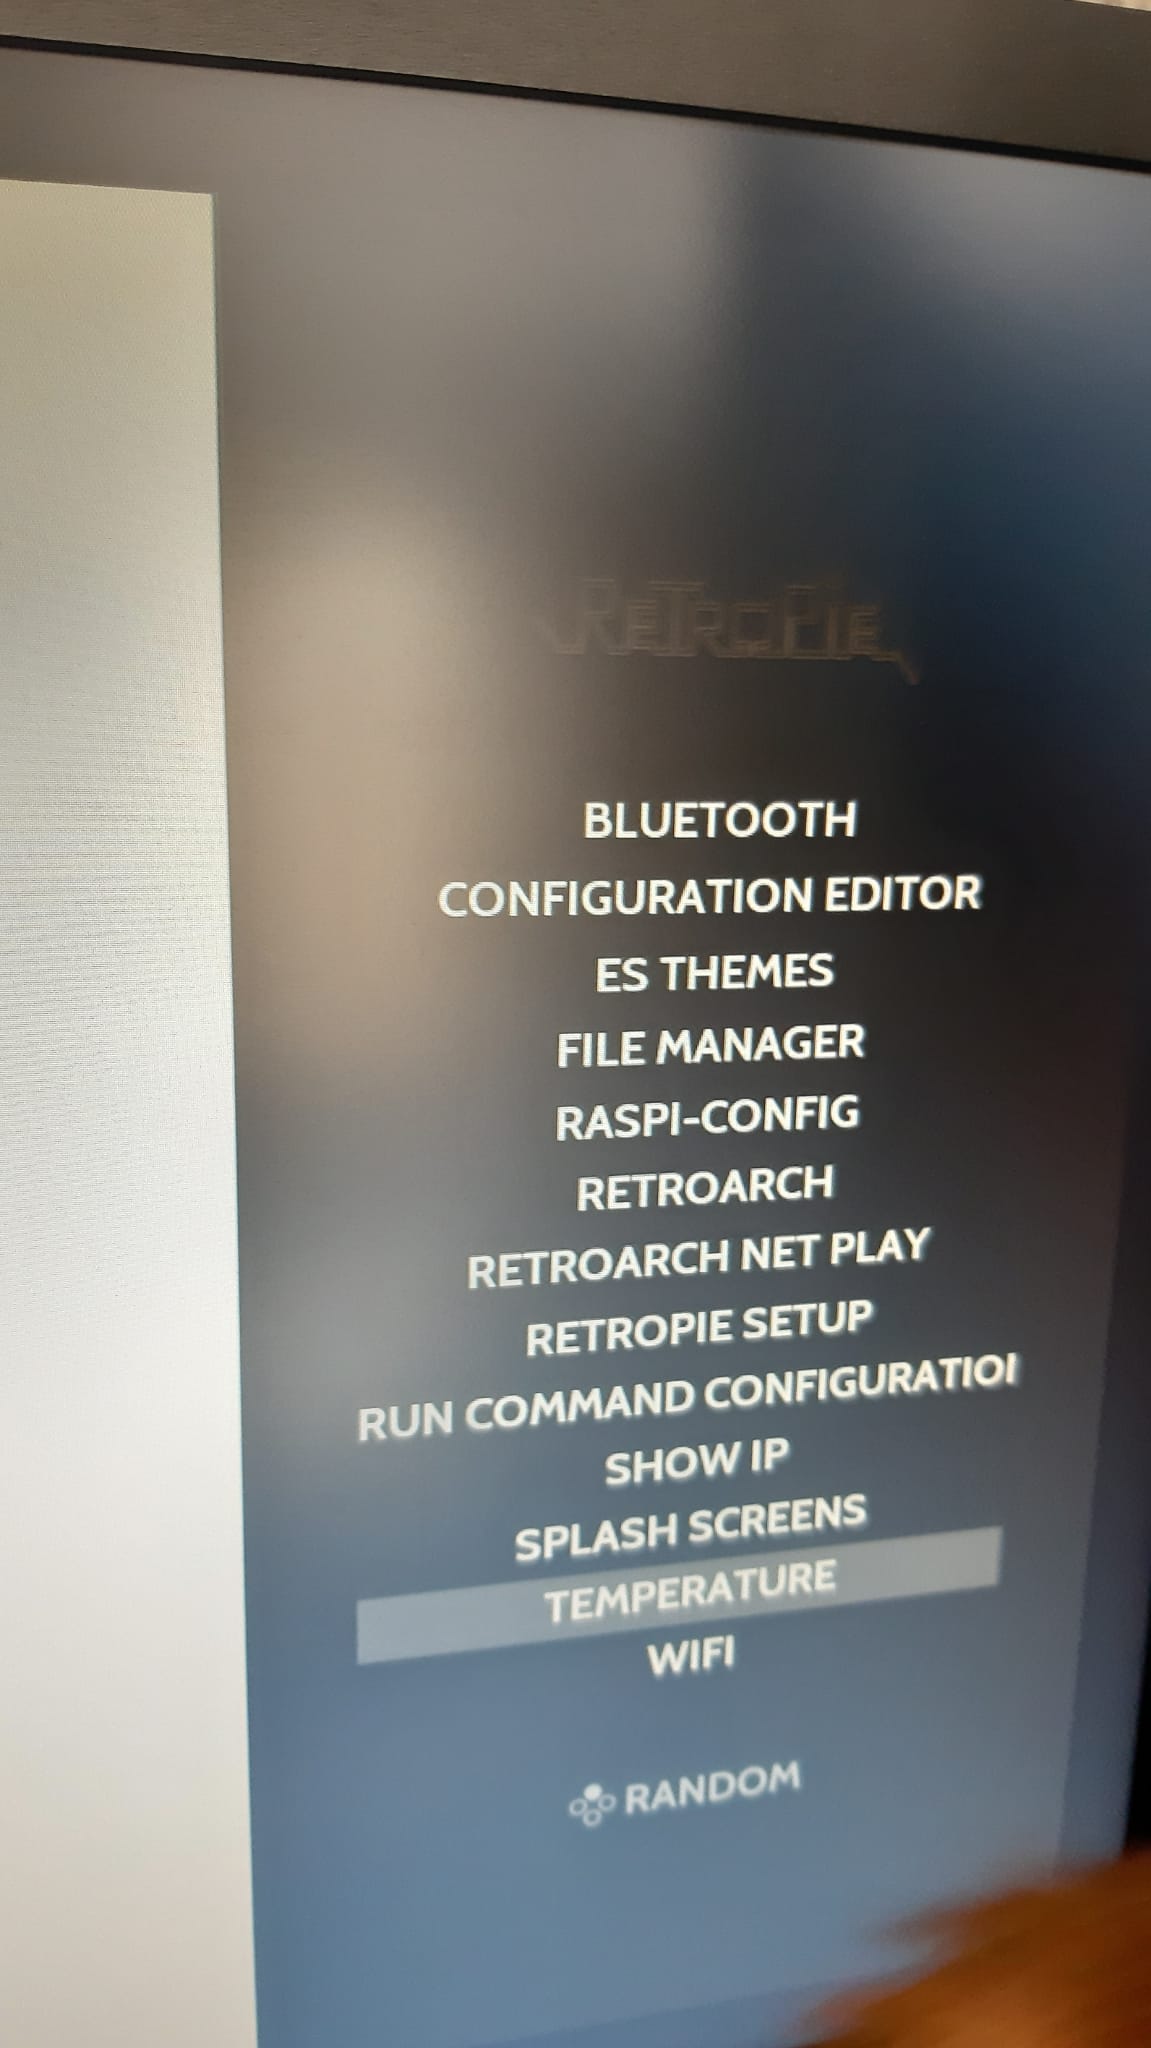 RETROPIE
BLUETOOTH
CONFIGURATION EDITOR
ES THEMES
FILE MANAGER
RASPI-CONFIG
RETROARCH
RETROARCH NET PLAY
RETROPIE SETUP
RUN COMMAND CONFIGURATIOI
SHOW IP
SPLASH SCREENS
TEMPERATURE
WIFI
RANDOM